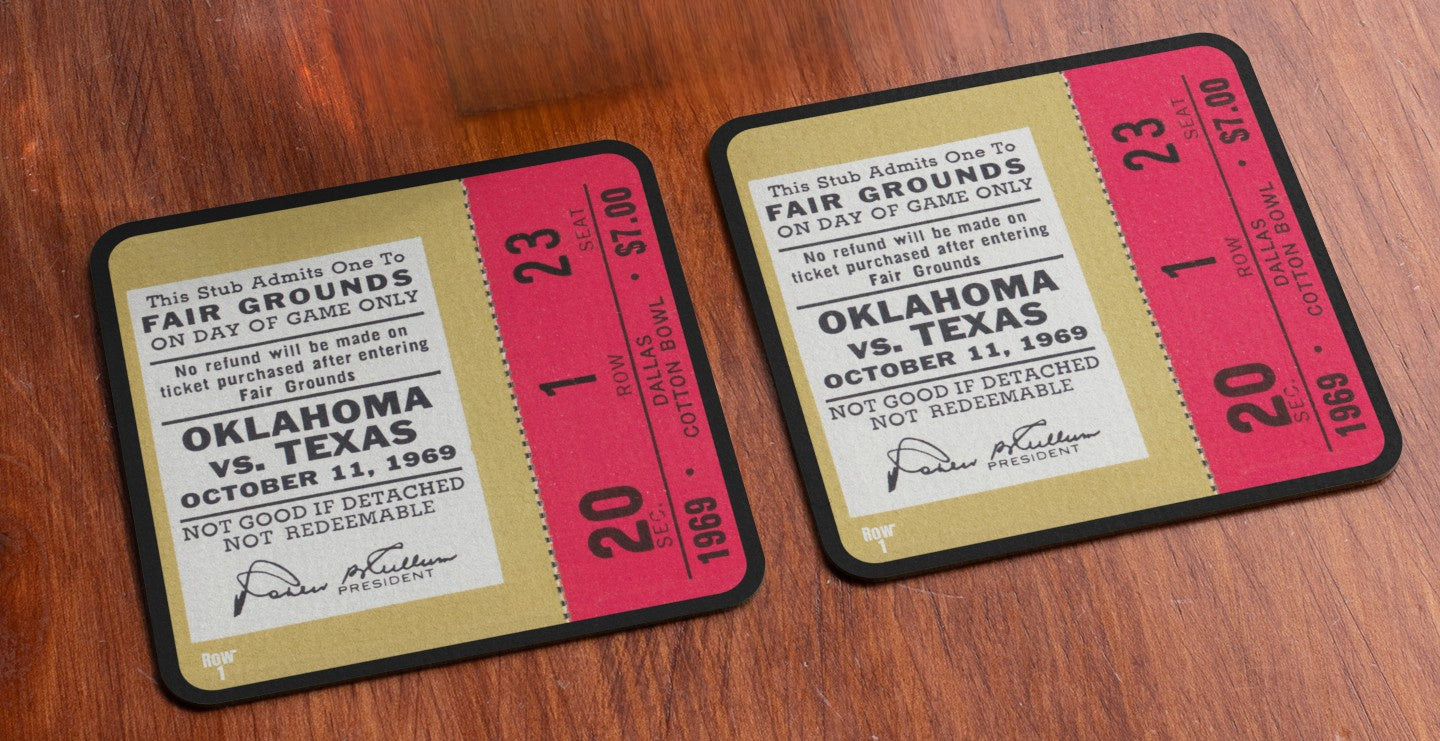 This Stub Admits One To
FAIR GROUNDS
ON DAY OF GAME ONLY
No refund will be made on
ticket purchased after entering
Fair Grounds
OKLAHOMA
vs. TEXAS
OCTOBER 11, 1969
NOT GOOD IF DETACHED
NOT REDEEMABLE
PRESIDENT
Row
1
20 1 23
SEC. ROW SEAT
DALLAS
1969 • COTTON BOWL • $7.00
This Stub Admits One To
FAIR GROUNDS
ON DAY OF GAME ONLY
No refund will be made on
ticket purchased after entering
Fair Grounds
OKLAHOMA
vs. TEXAS
OCTOBER 11, 1969
NOT GOOD IF DETACHED
NOT REDEEMABLE
PRESIDENT
Row
1
20 1 23
SEC. ROW SEAT
DALLAS
1969 • COTTON BOWL • $7.00